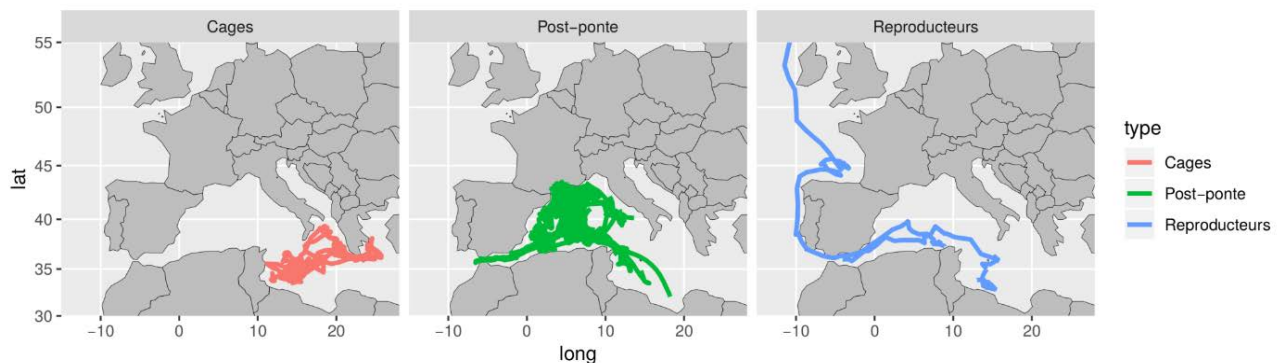 Cages Post−ponte Reproducteurs
55
50
45
40
35
30
lat
−10 0 10 20 −10 0 10 20 −10 0 10 20
long
type
Cages
Post−ponte
Reproducteurs